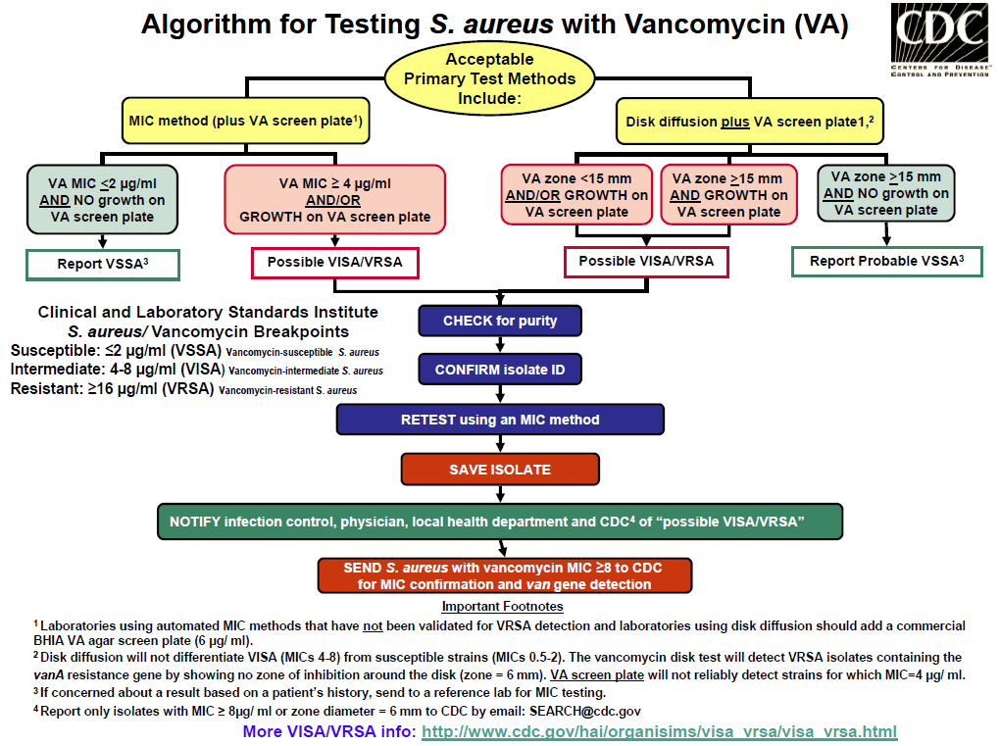 Algorithm for Testing S. aureus with Vancomycin (VA)
CDC
CENTERS FOR DISEASE
CONTROL AND PREVENTION
Acceptable
Primary Test Methods
Include:
MIC method (plus VA screen plate¹)
Disk diffusion plus VA screen plate1,²
VA MIC ≤2 µg/ml
AND NO growth on
VA screen plate
VA MIC ≥ 4 µg/ml
AND/OR
GROWTH on VA screen plate
VA zone <15 mm
AND/OR GROWTH on
VA screen plate
VA zone ≥15 mm
AND GROWTH on
VA screen plate
VA zone ≥15 mm
AND NO growth on
VA screen plate
Report VSSA³
Possible VISA/VRSA
Possible VISA/VRSA
Report Probable VSSA³
Clinical and Laboratory Standards Institute
S. aureus/ Vancomycin Breakpoints
Susceptible: ≤2 µg/ml (VSSA) Vancomycin-susceptible S. aureus
Intermediate: 4-8 µg/ml (VISA) Vancomycin-intermediate S. aureus
Resistant: ≥16 µg/ml (VRSA) Vancomycin-resistant S. aureus
CHECK for purity
CONFIRM isolate ID
RETEST using an MIC method
SAVE ISOLATE
NOTIFY infection control, physician, local health department and CDC⁴ of “possible VISA/VRSA”
SEND S. aureus with vancomycin MIC ≥8 to CDC
for MIC confirmation and van gene detection
Important Footnotes
¹ Laboratories using automated MIC methods that have not been validated for VRSA detection and laboratories using disk diffusion should add a commercial
BHIA VA agar screen plate (6 µg/ ml).
² Disk diffusion will not differentiate VISA (MICs 4-8) from susceptible strains (MICs 0.5-2). The vancomycin disk test will detect VRSA isolates containing the
vanA resistance gene by showing no zone of inhibition around the disk (zone = 6 mm). VA screen plate will not reliably detect strains for which MIC=4 µg/ ml.
³ If concerned about a result based on a patient’s history, send to a reference lab for MIC testing.
⁴ Report only isolates with MIC ≥ 8µg/ ml or zone diameter = 6 mm to CDC by email: SEARCH@cdc.gov
More VISA/VRSA info: http://www.cdc.gov/hai/organisims/visa_vrsa/visa_vrsa.html